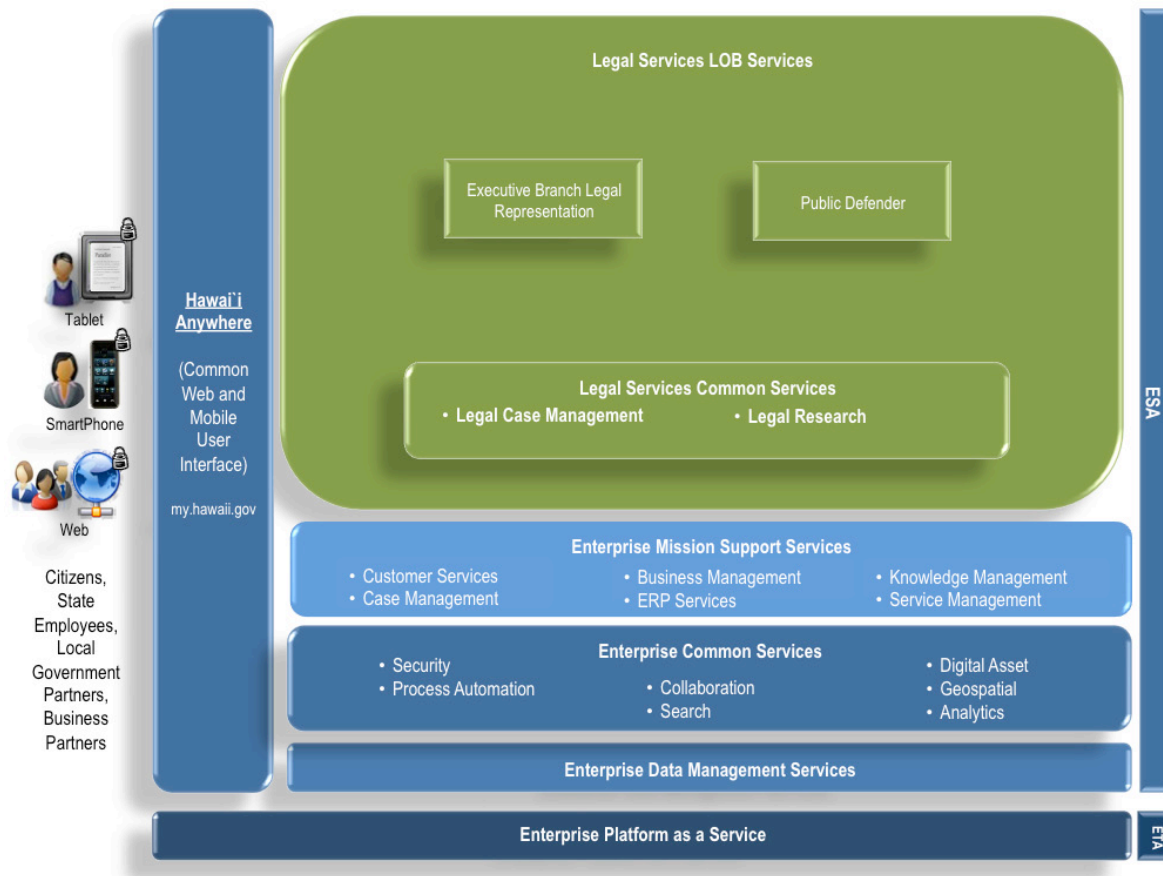 Legal Services LOB Services
Executive Branch Legal
Representation
Public Defender
Legal Services Common Services
• Legal Case Management
• Legal Research
Tablet
SmartPhone
Web
Citizens,
State
Employees,
Local
Government
Partners,
Business
Partners
Hawai`i
Anywhere
(Common
Web and
Mobile
User
Interface)
my.hawaii.gov
Enterprise Mission Support Services
• Customer Services
• Case Management
• Business Management
• ERP Services
• Knowledge Management
• Service Management
Enterprise Common Services
• Security
• Process Automation
• Collaboration
• Search
• Digital Asset
• Geospatial
• Analytics
Enterprise Data Management Services
Enterprise Platform as a Service
ESA
ETA